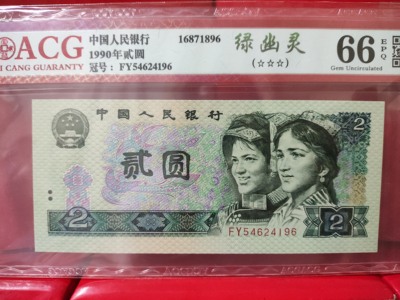 ACG
I CANG GUARANTY
中国人民银行 16871896
1990年贰圆
冠号：FY54624196
绿幽灵
(☆☆☆)
66 EPQ
Gem Uncirculated
中国人民银行
2
贰圆
2
2
FY54624196